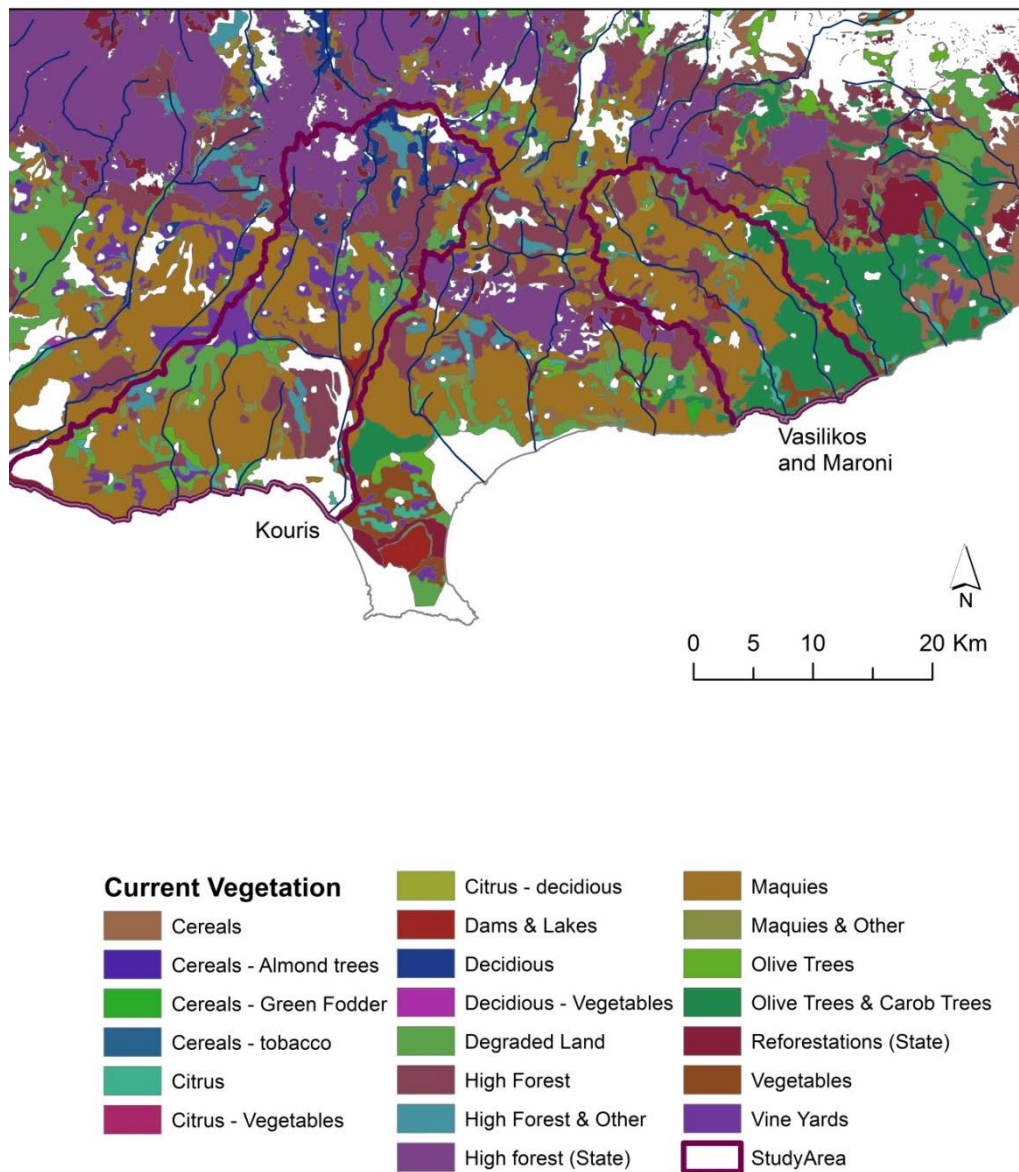 Vasilikos
and Maroni
Kouris
N
0 5 10 20 Km
Current Vegetation
Cereals
Cereals - Almond trees
Cereals - Green Fodder
Cereals - tobacco
Citrus
Citrus - Vegetables
Citrus - decidious
Dams & Lakes
Decidious
Decidious - Vegetables
Degraded Land
High Forest
High Forest & Other
High forest (State)
Maquies
Maquies & Other
Olive Trees
Olive Trees & Carob Trees
Reforestations (State)
Vegetables
Vine Yards
StudyArea